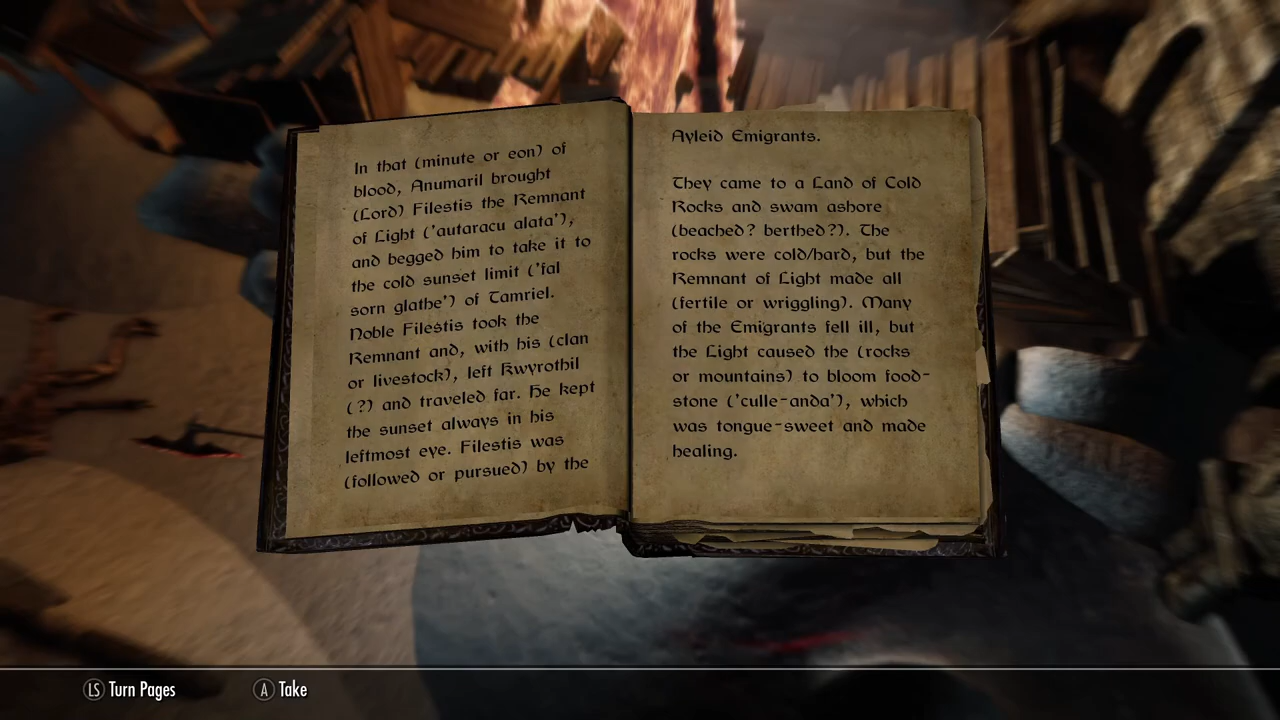 In that (minute or eon) of
blood, Anumaril brought
(Lord) Filestis the Remnant
of Light ('autaracu alata'),
and begged him to take it to
the cold sunset limit ('fal
sorn glathe') of Tamriel.
Noble Filestis took the
Remnant and, with his (clan
or livestock), left Kwyrothil
(?) and traveled far. He kept
the sunset always in his
leftmost eye. Filestis was
(followed or pursued) by the
Ayleid Emigrants.
They came to a Land of Cold
Rocks and swam ashore
(beached? berthed?). The
rocks were cold/hard, but the
Remnant of Light made all
(fertile or wriggling). Many
of the Emigrants fell ill, but
the Light caused the (rocks
or mountains) to bloom food-
stone ('culle-anda'), which
was tongue-sweet and made
healing.
LS Turn Pages
A Take